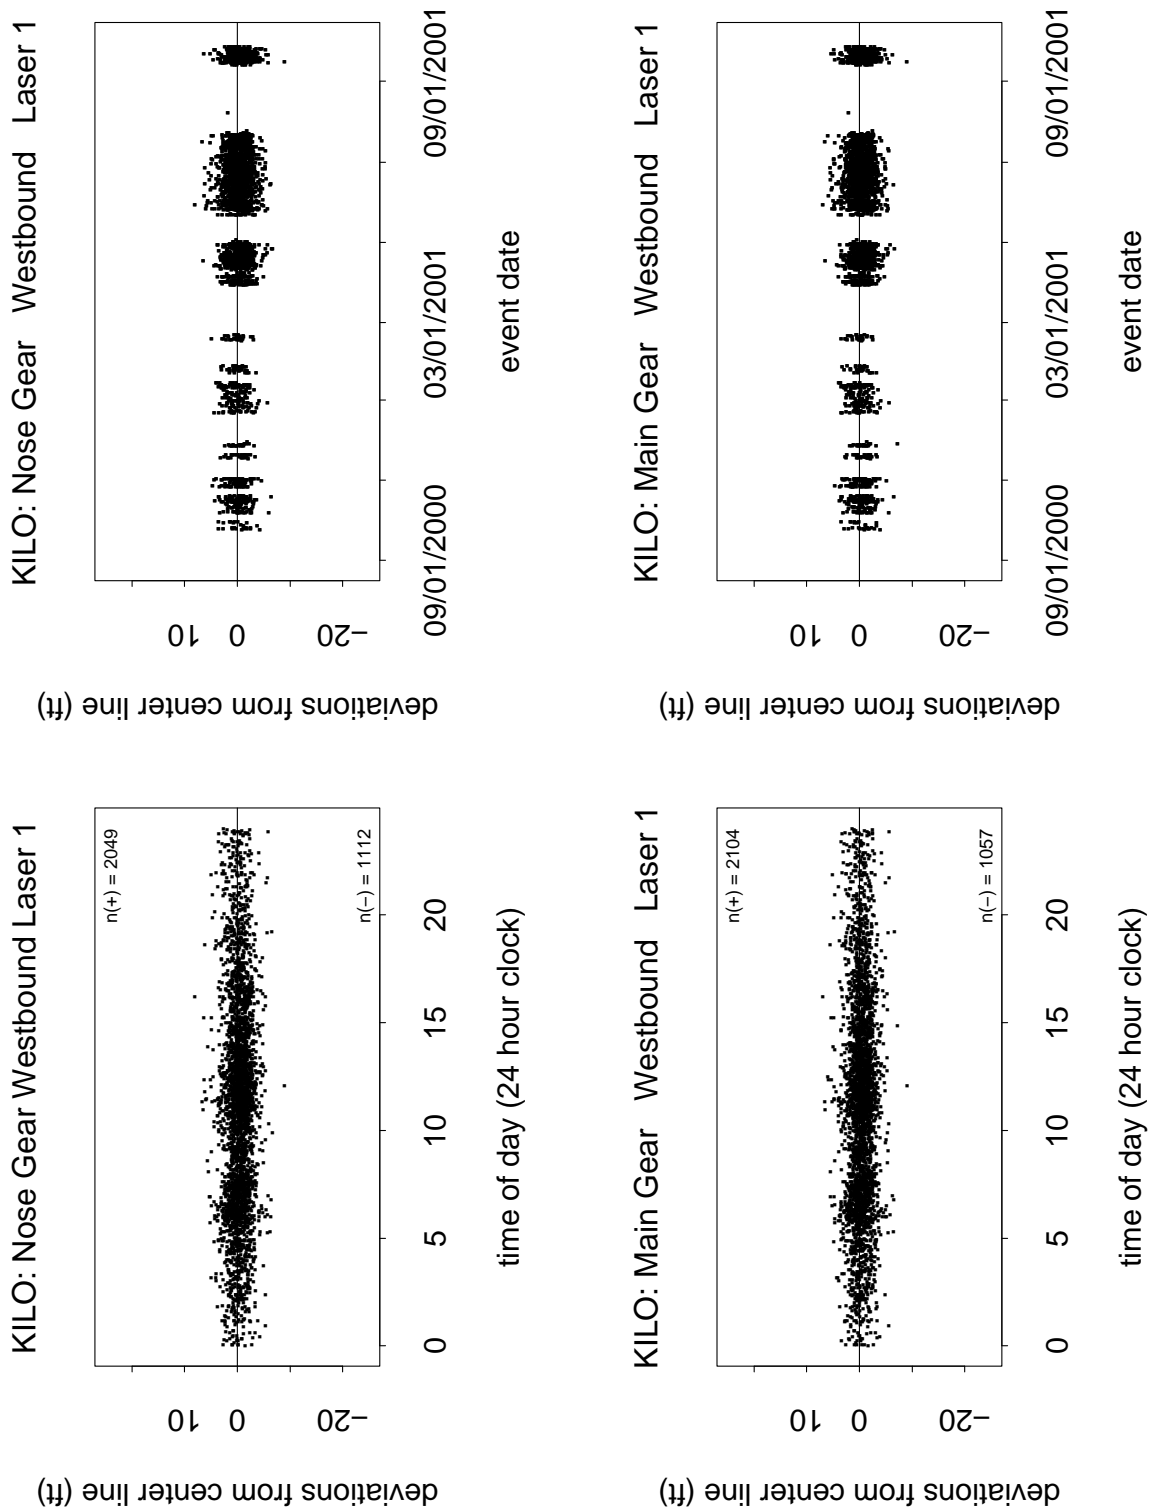 KILO: Nose Gear Westbound Laser 1
n(+) = 2049
n(−) = 1112
deviations from center line (ft)
10
0
−20
0
5
10
15
20
time of day (24 hour clock)
KILO: Nose Gear Westbound Laser 1
deviations from center line (ft)
10
0
−20
09/01/2000
03/01/2001
09/01/2001
event date
KILO: Main Gear Westbound Laser 1
n(+) = 2104
n(−) = 1057
deviations from center line (ft)
10
0
−20
0
5
10
15
20
time of day (24 hour clock)
KILO: Main Gear Westbound Laser 1
deviations from center line (ft)
10
0
−20
09/01/2000
03/01/2001
09/01/2001
event date